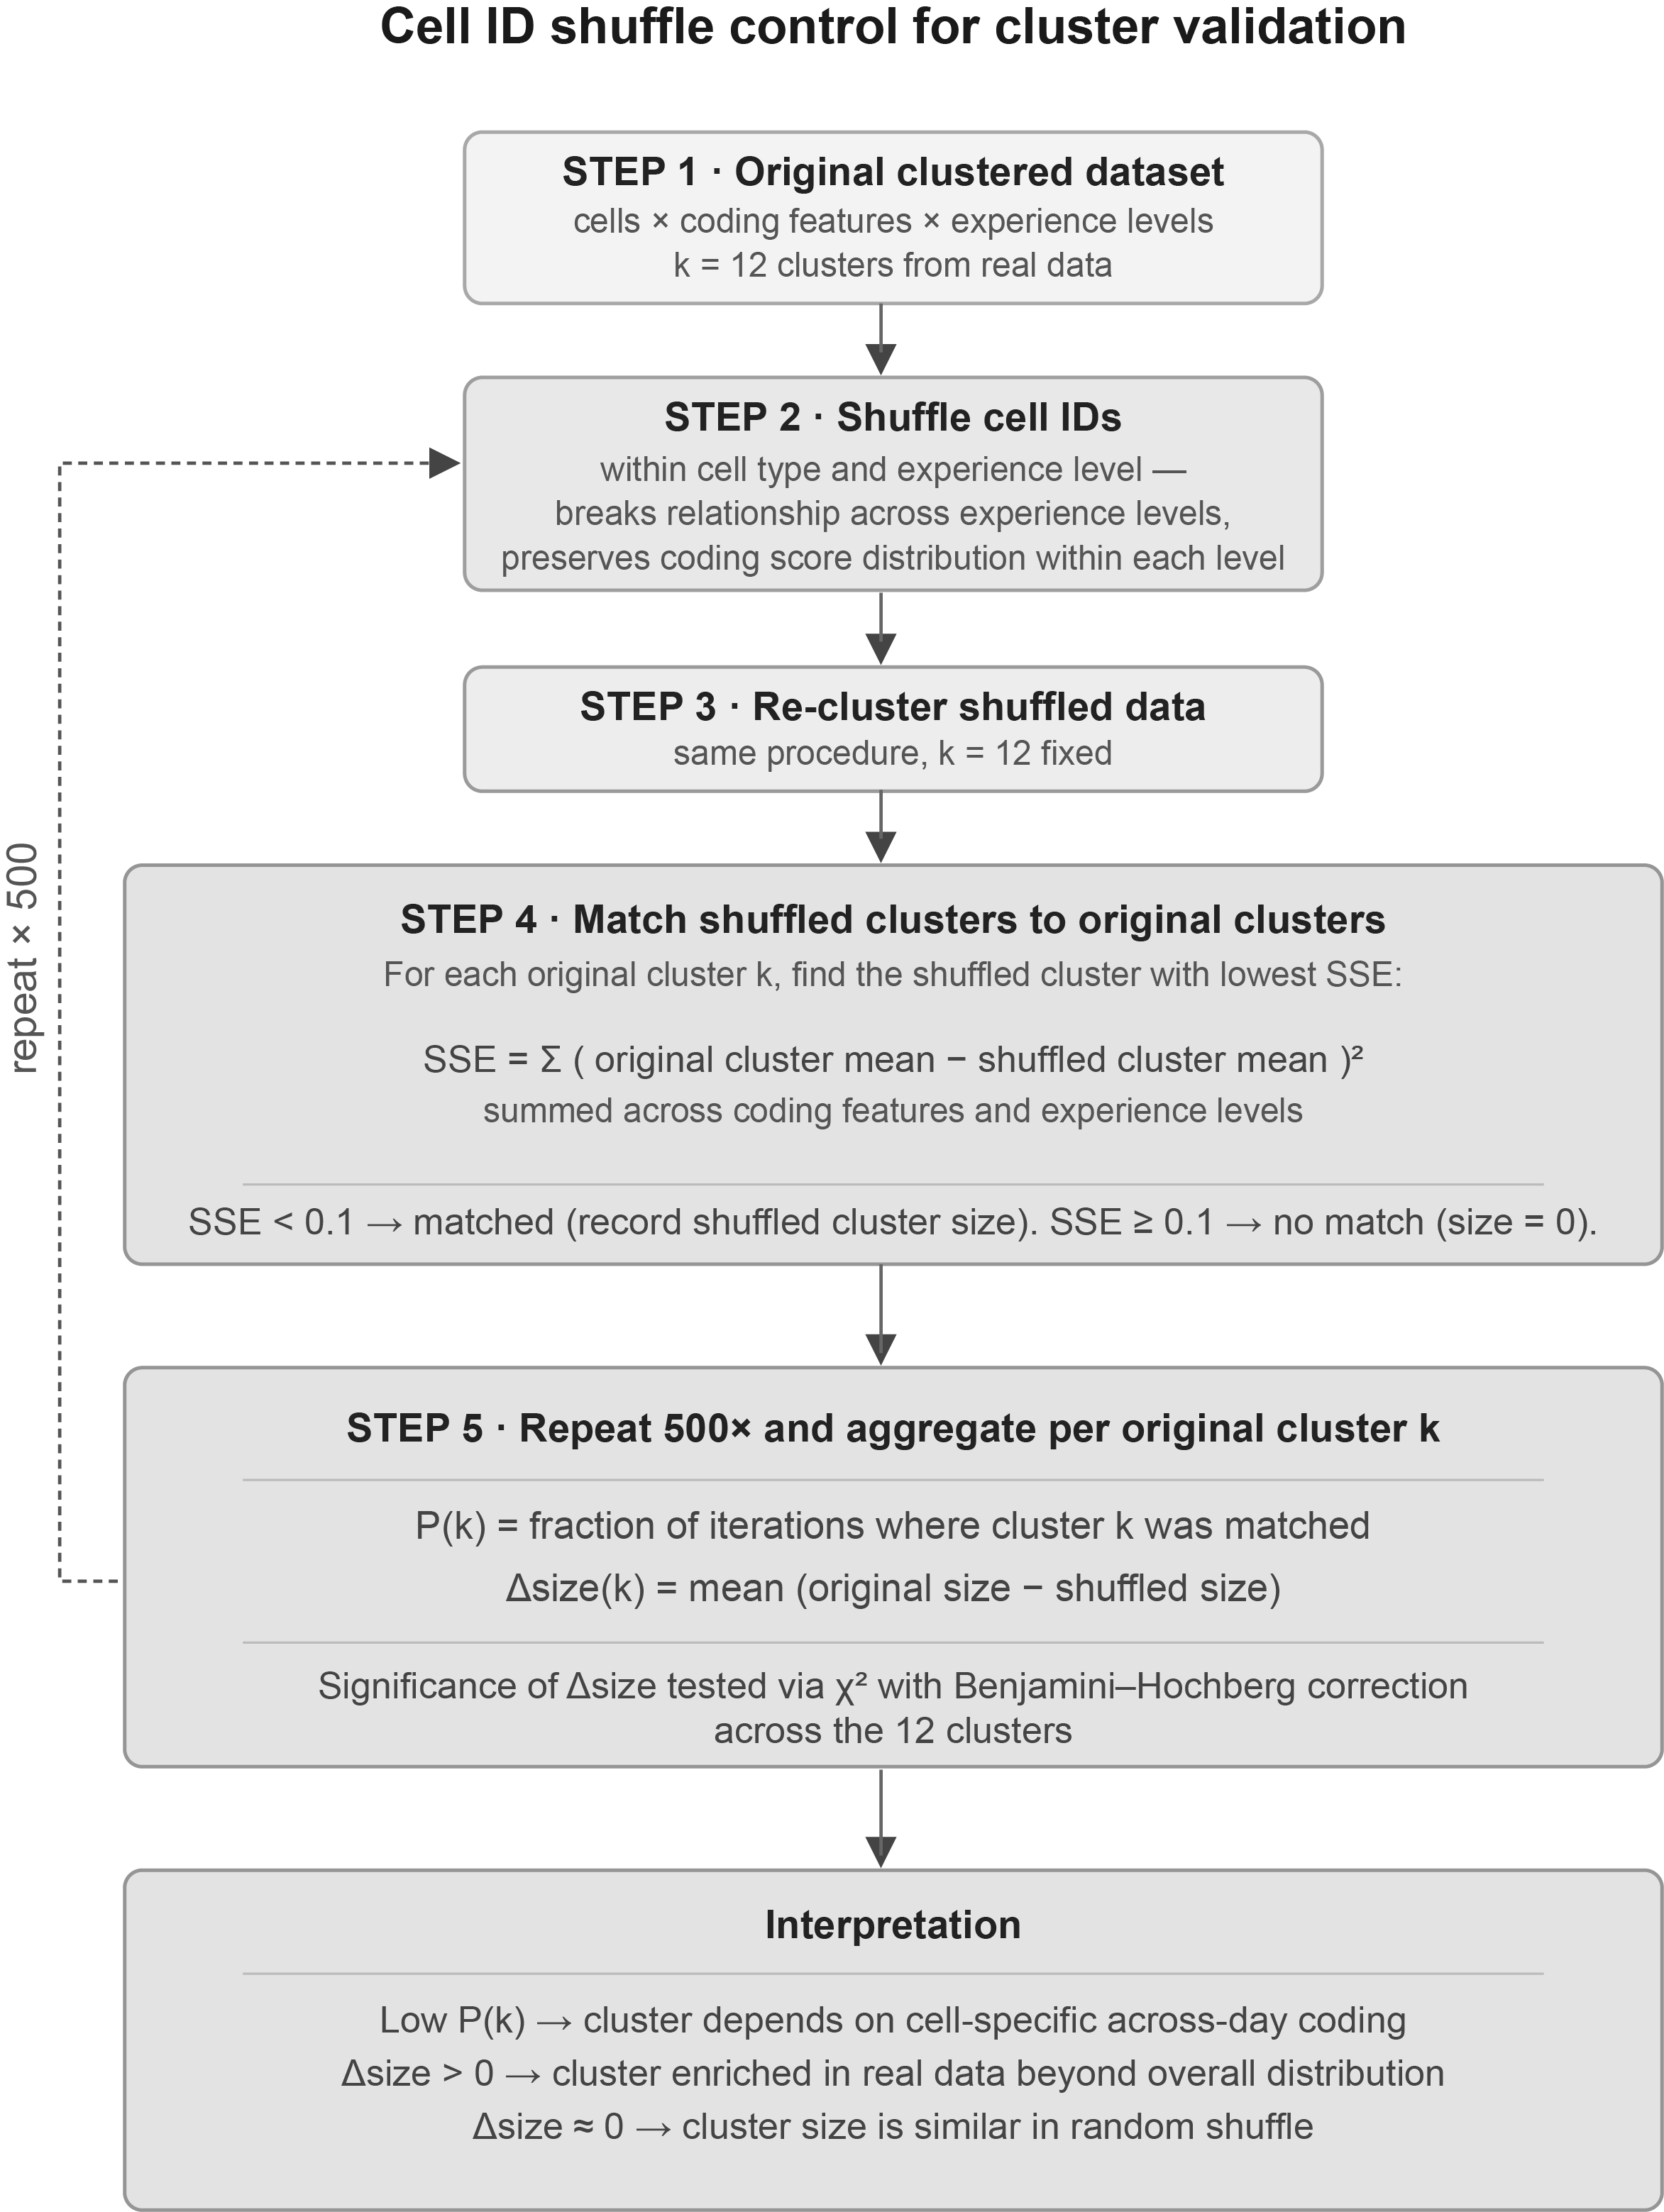 Cell ID shuffle control for cluster validation
STEP 1 · Original clustered dataset
cells × coding features × experience levels
k = 12 clusters from real data
STEP 2 · Shuffle cell IDs
within cell type and experience level —
breaks relationship across experience levels,
preserves coding score distribution within each level
STEP 3 · Re-cluster shuffled data
same procedure, k = 12 fixed
repeat × 500
STEP 4 · Match shuffled clusters to original clusters
For each original cluster k, find the shuffled cluster with lowest SSE:
SSE = Σ ( original cluster mean − shuffled cluster mean )²
summed across coding features and experience levels
SSE < 0.1 → matched (record shuffled cluster size). SSE ≥ 0.1 → no match (size = 0).
STEP 5 · Repeat 500× and aggregate per original cluster k
P(k) = fraction of iterations where cluster k was matched
Δsize(k) = mean (original size − shuffled size)
Significance of Δsize tested via χ² with Benjamini–Hochberg correction
across the 12 clusters
Interpretation
Low P(k) → cluster depends on cell-specific across-day coding
Δsize > 0 → cluster enriched in real data beyond overall distribution
Δsize ≈ 0 → cluster size is similar in random shuffle